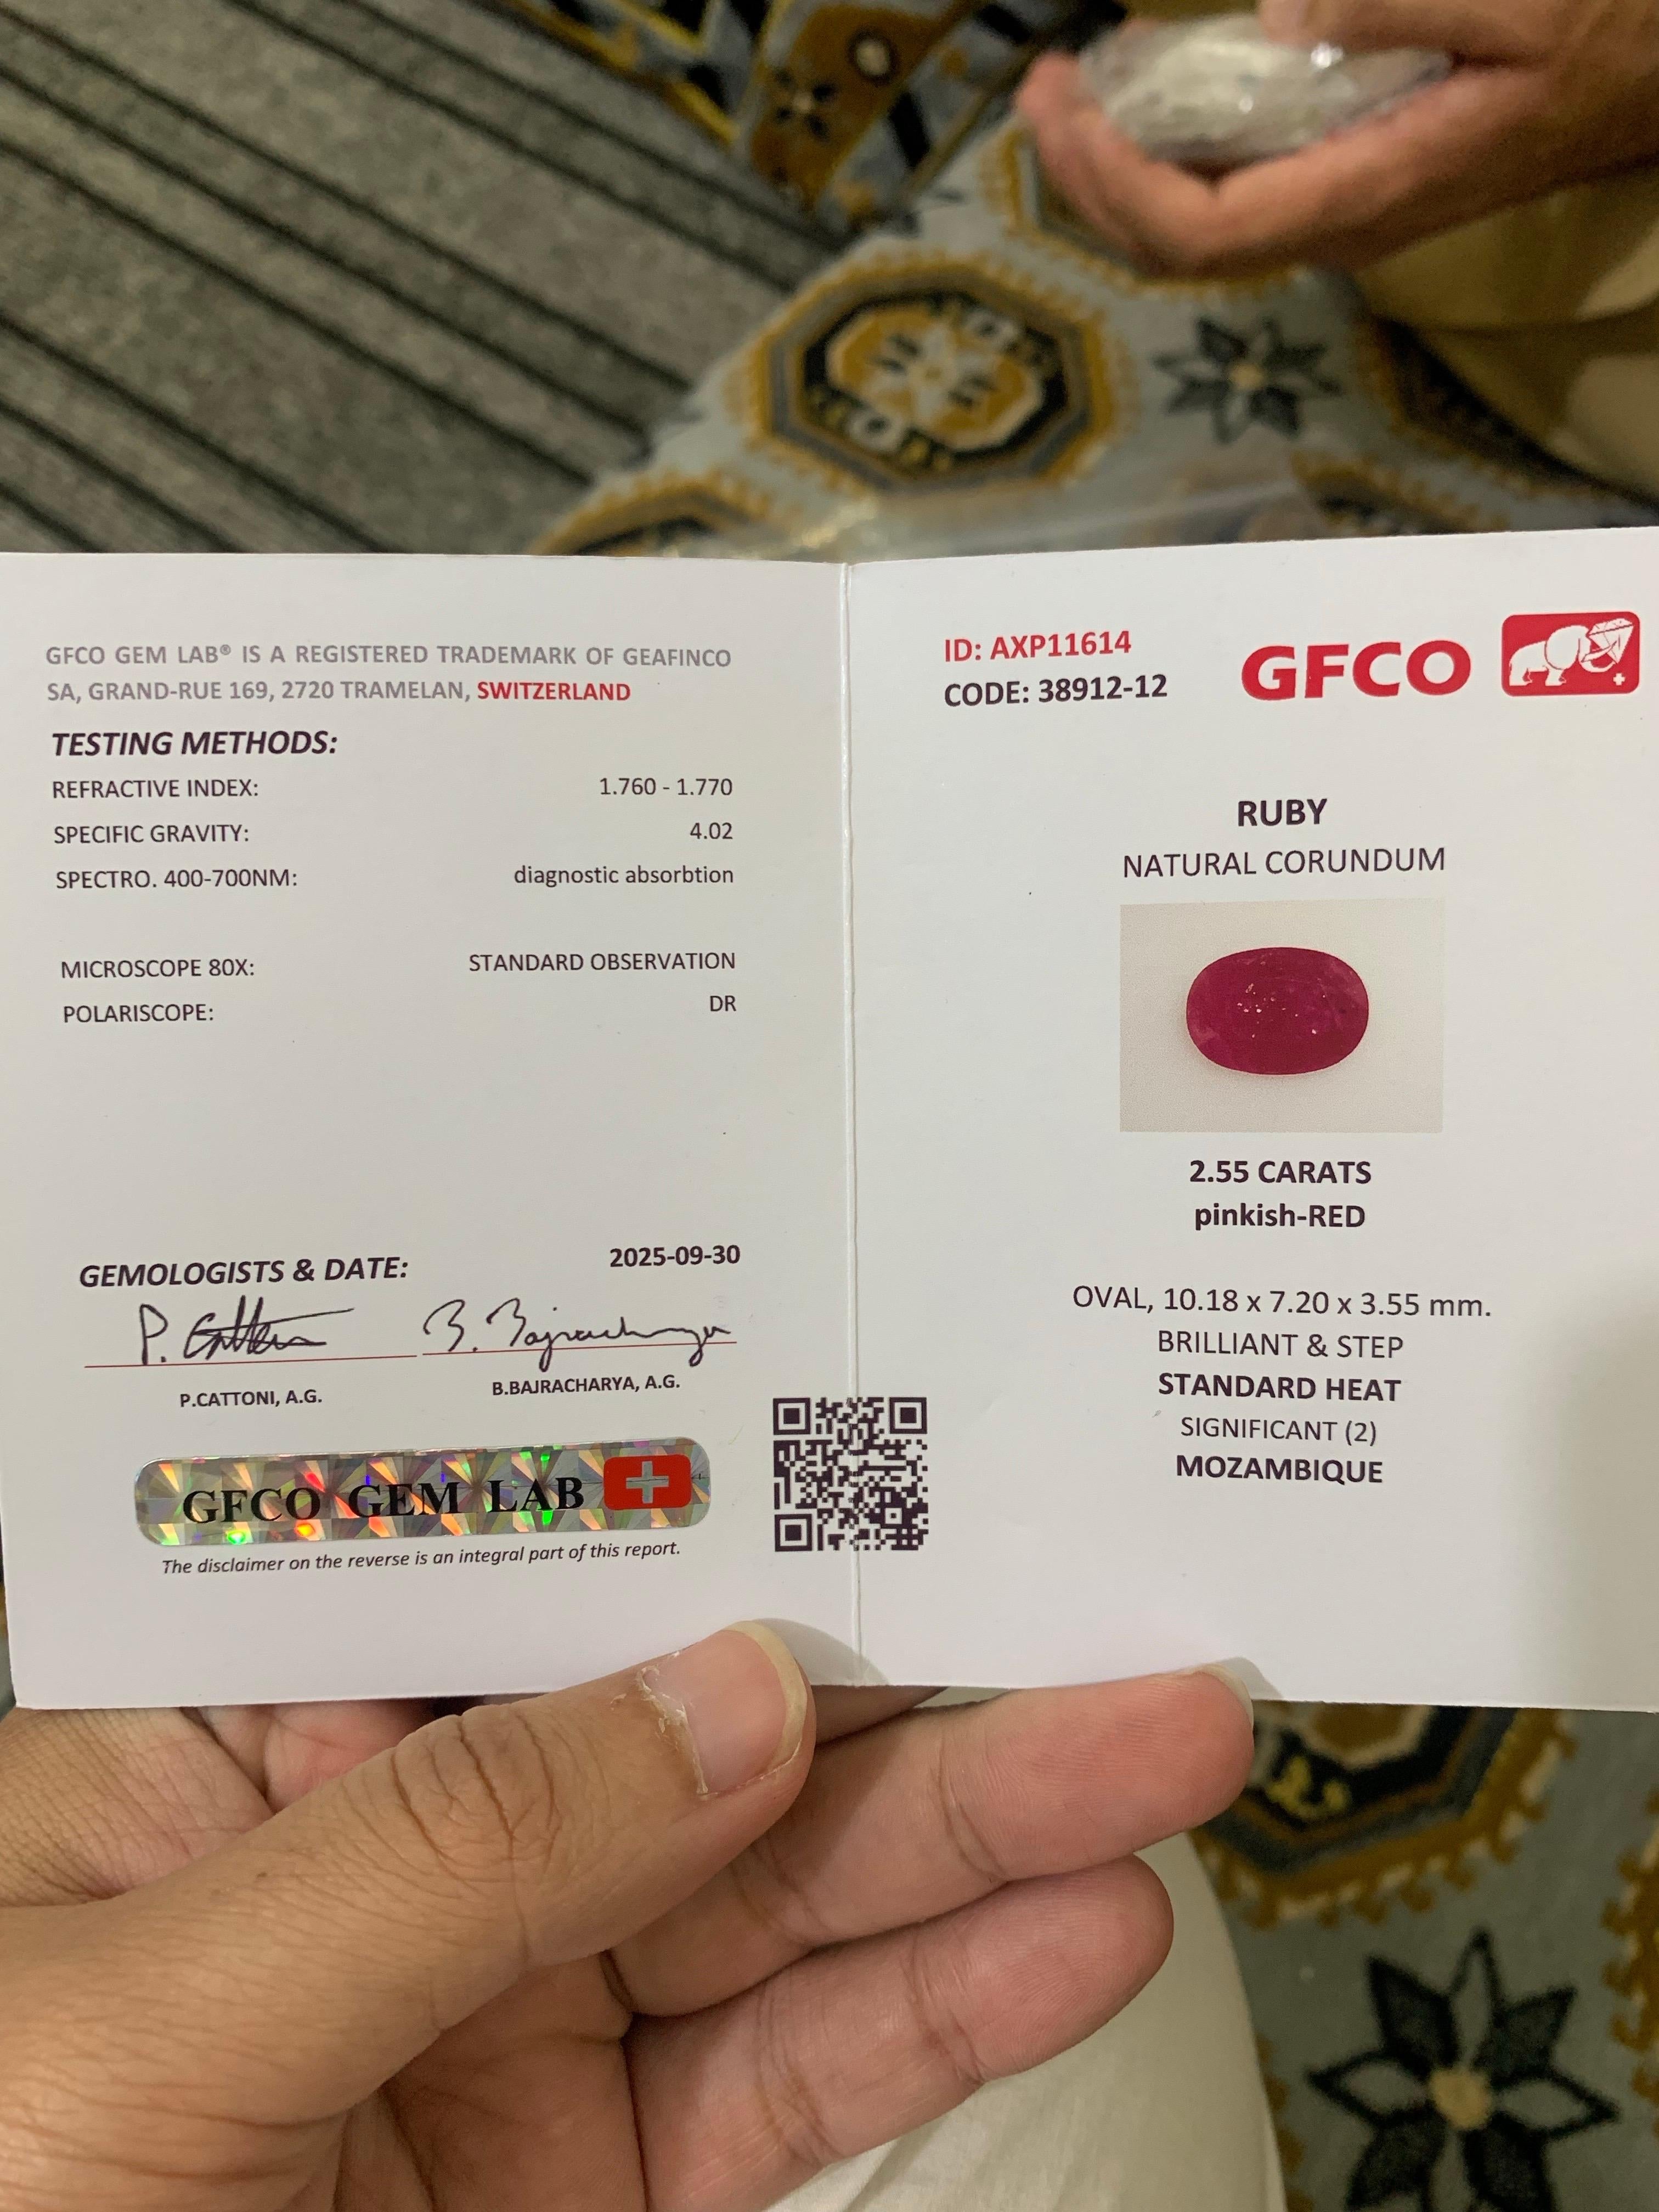 GFCO GEM LAB® IS A REGISTERED TRADEMARK OF GEAFINCO
SA, GRAND-RUE 169, 2720 TRAMELAN, SWITZERLAND
TESTING METHODS:
REFRACTIVE INDEX: 1.760 - 1.770
SPECIFIC GRAVITY: 4.02
SPECTRO. 400-700NM: diagnostic absorbtion
MICROSCOPE 80X: STANDARD OBSERVATION
POLARISCOPE: DR
GEMOLOGISTS & DATE: 2025-09-30
P. Cattoni B. Bajracharya
P.CATTONI, A.G. B.BAJRACHARYA, A.G.
GFCO GEM LAB
The disclaimer on the reverse is an integral part of this report.
ID: AXP11614
CODE: 38912-12
GFCO
RUBY
NATURAL CORUNDUM
2.55 CARATS
pinkish-RED
OVAL, 10.18 x 7.20 x 3.55 mm.
BRILLIANT & STEP
STANDARD HEAT
SIGNIFICANT (2)
MOZAMBIQUE